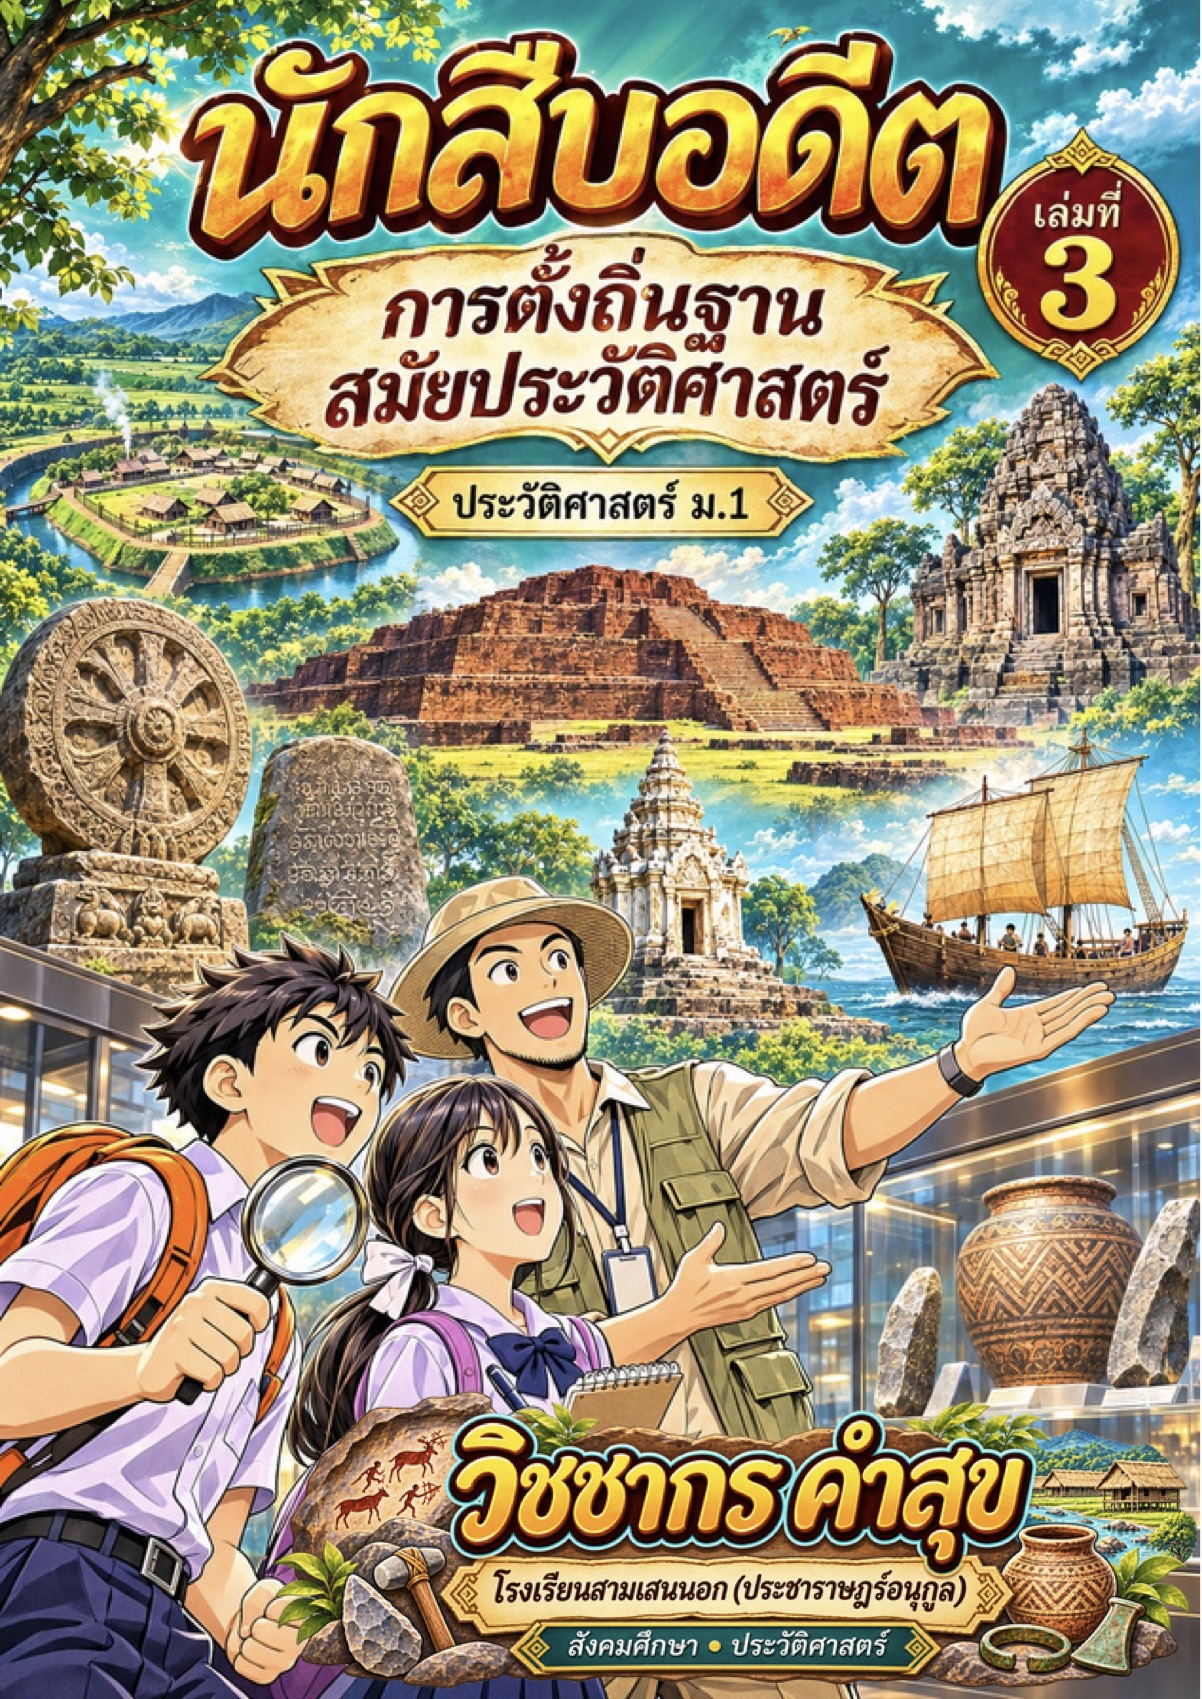 นักสืบอดีต
เล่มที่
3
การตั้งถิ่นฐาน
สมัยประวัติศาสตร์
ประวัติศาสตร์ ม.1
วิชชากร คำสุข
โรงเรียนสามเสนนอก (ประชาราษฎร์อนุกูล)
สังคมศึกษา • ประวัติศาสตร์